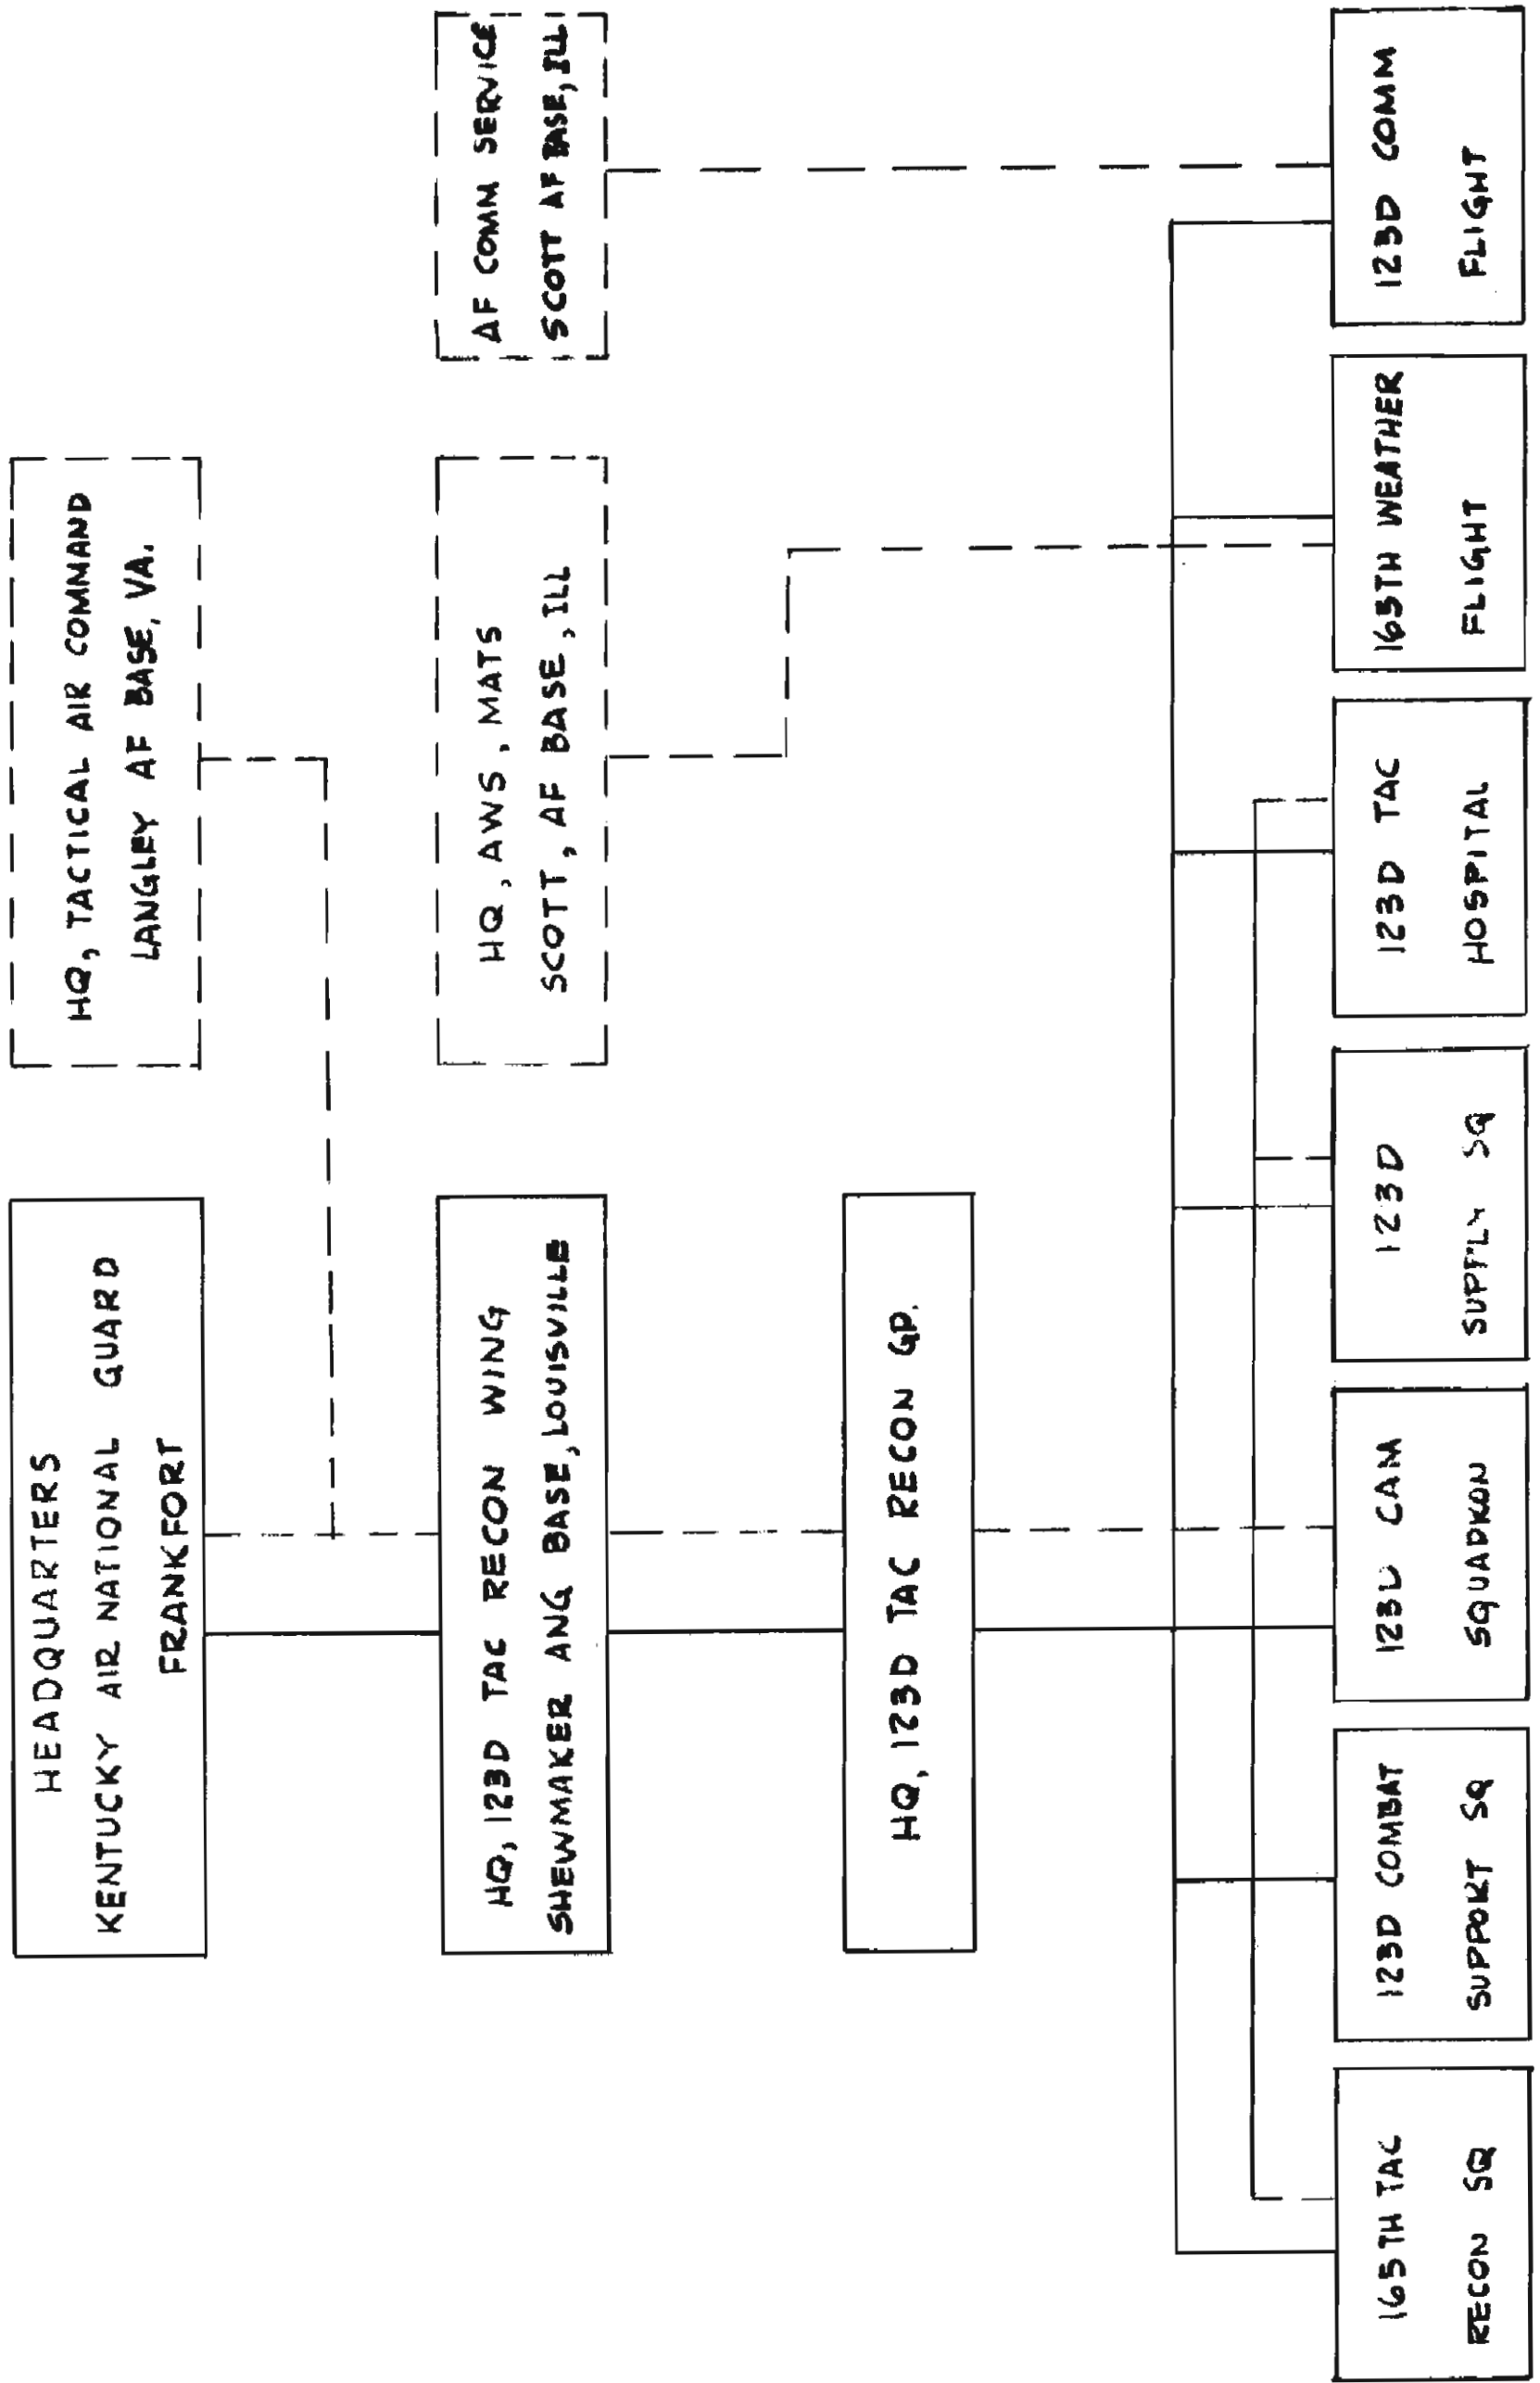 HEADQUARTERS
KENTUCKY AIR NATIONAL GUARD
FRANKFORT
HQ, TACTICAL AIR COMMAND
LANGLEY AF BASE, VA.
HQ, 123D TAC RECON WING
SHEWMAKER ANG BASE, LOUISVILLE
HQ, AWS, MATS
SCOTT, AF BASE, ILL
AF COMM SERVICE
SCOTT AF BASE, ILL
HQ, 123D TAC RECON GP.
165TH TAC
RECON SQ
123D COMBAT
SUPPORT SQ
123D CAM
SQUADRON
123D
SUPPLY SQ
123D TAC
HOSPITAL
165TH WEATHER
FLIGHT
123D COMM
FLIGHT